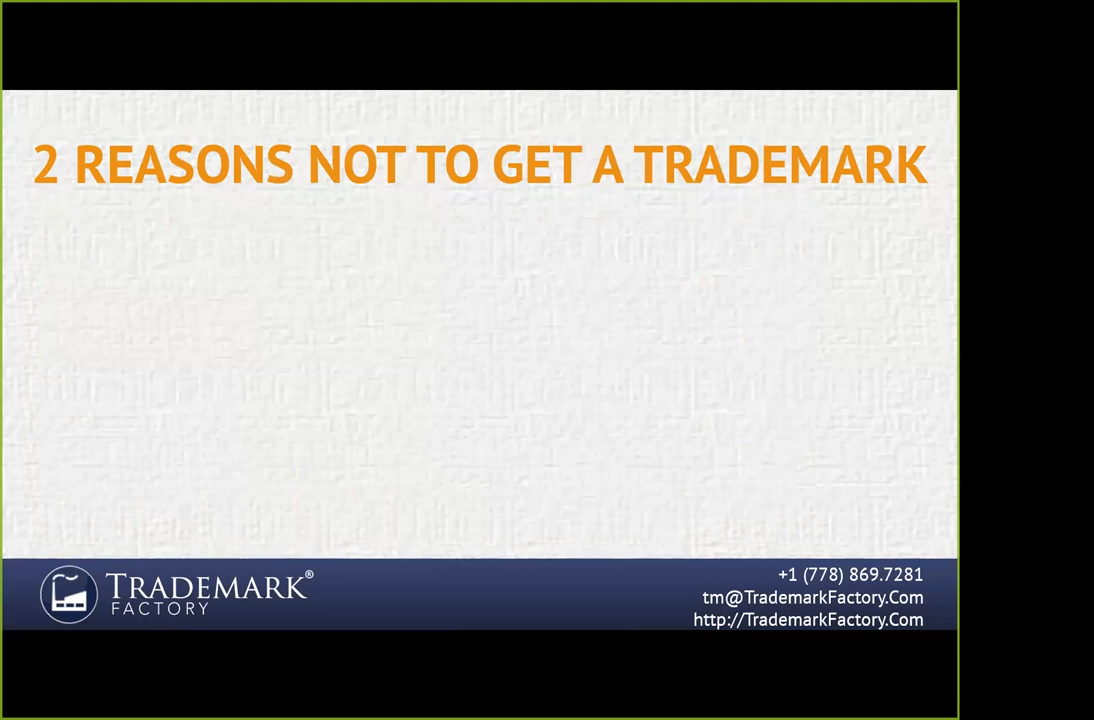 2 REASONS NOT TO GET A TRADEMARK
TRADEMARK®
FACTORY
+1 (778) 869.7281
tm@TrademarkFactory.Com
http://TrademarkFactory.Com